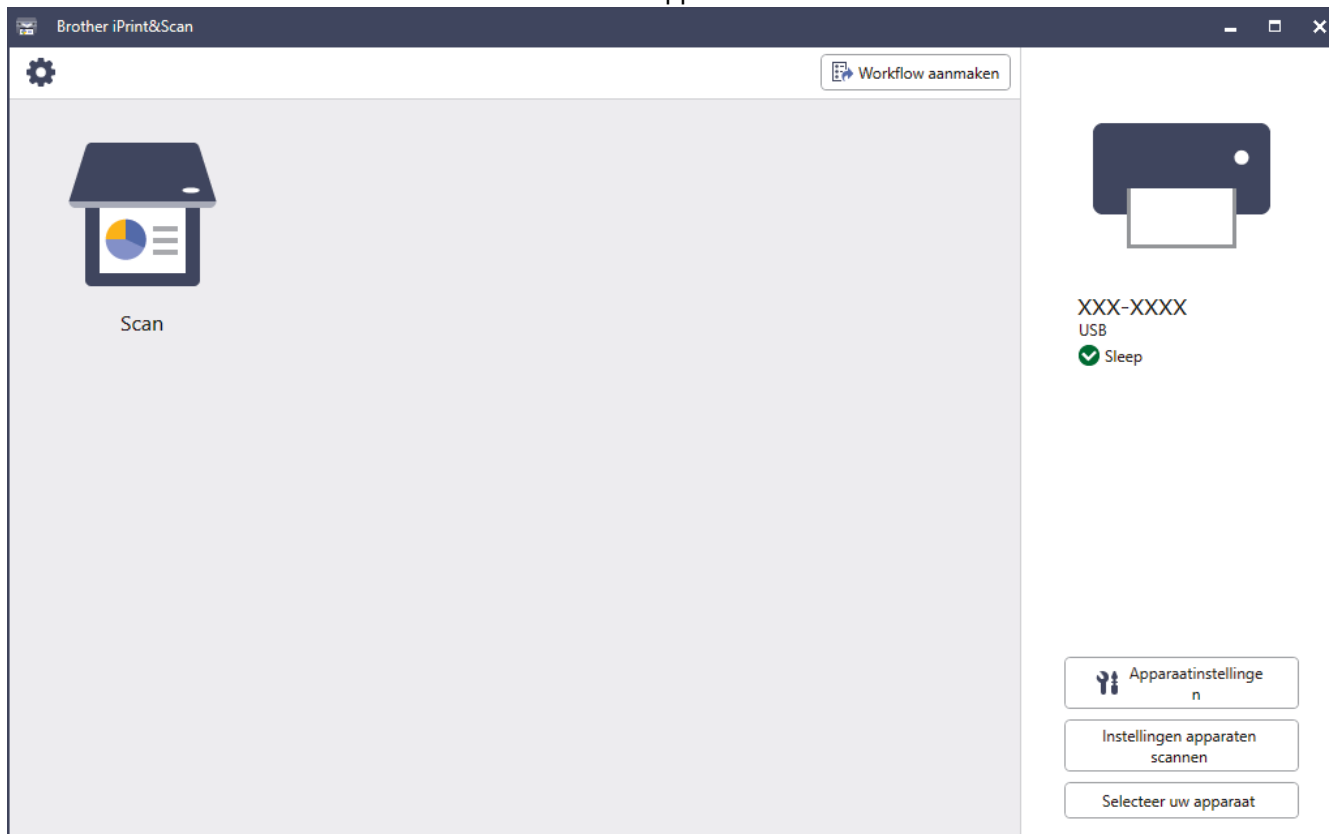 Brother iPrint&Scan
Workflow aanmaken
Scan
XXX-XXXX
USB
Sleep
Apparaatinstellinge
n
Instellingen apparaten
scannen
Selecteer uw apparaat